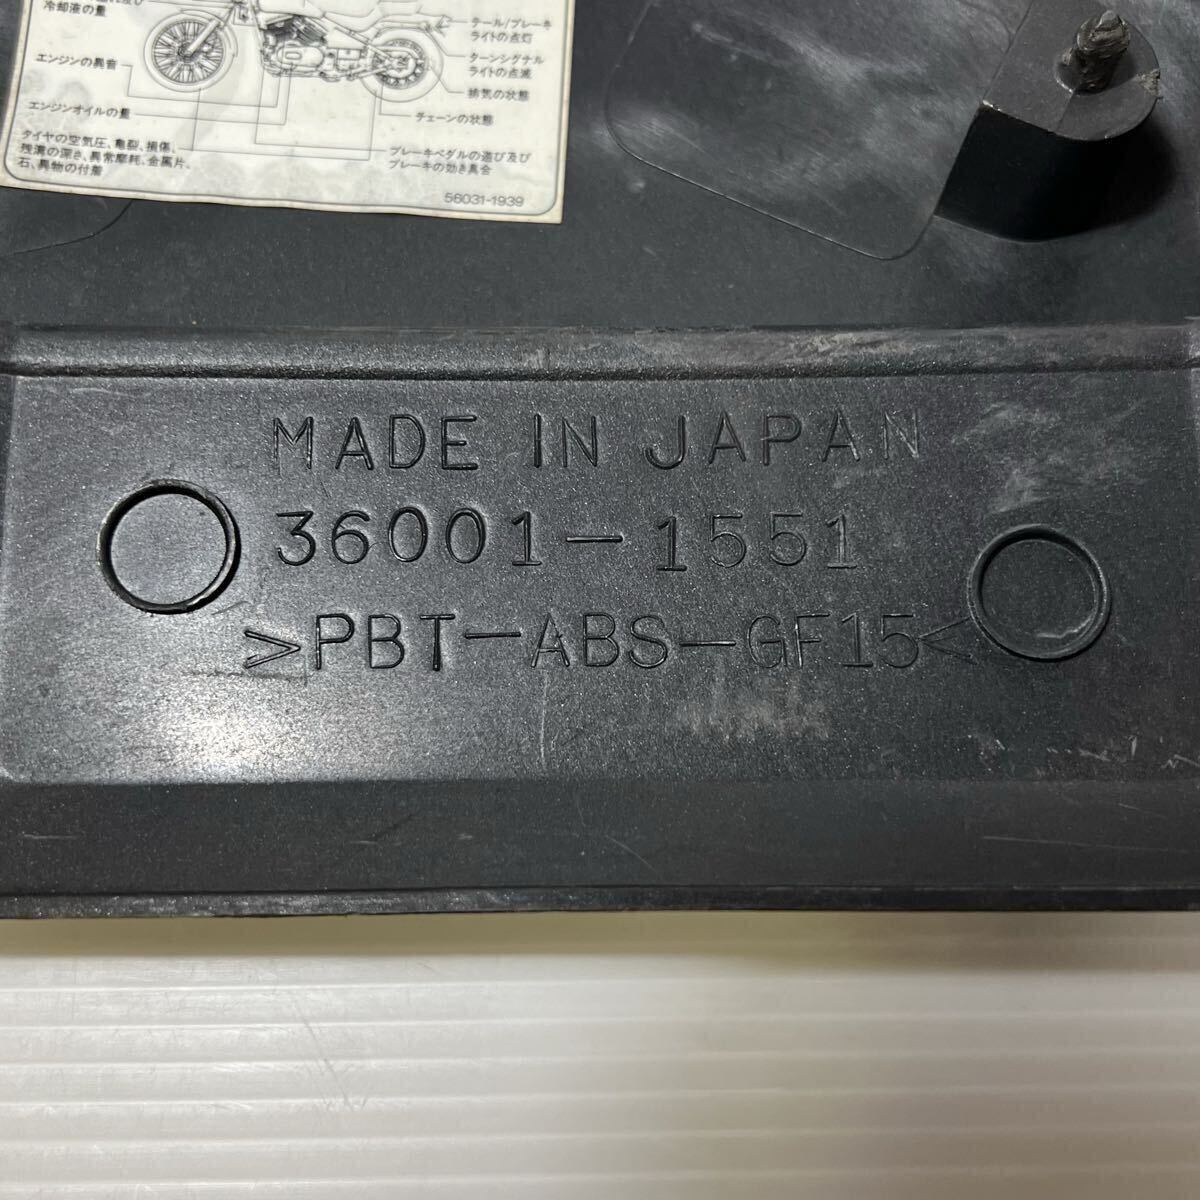 冷却液の量
エンジンの異音
エンジンオイルの量
タイヤの空気圧、亀裂、損傷、
残溝の深さ、異常摩耗、金属片、
石、異物の付着
テール/ブレーキ
ライトの点灯
ターンシグナル
ライトの点滅
排気の状態
チェーンの状態
ブレーキペダルの遊び及び
ブレーキの効き具合
56031-1939
MADE IN JAPAN
36001-1551
>PBT-ABS-GF15<